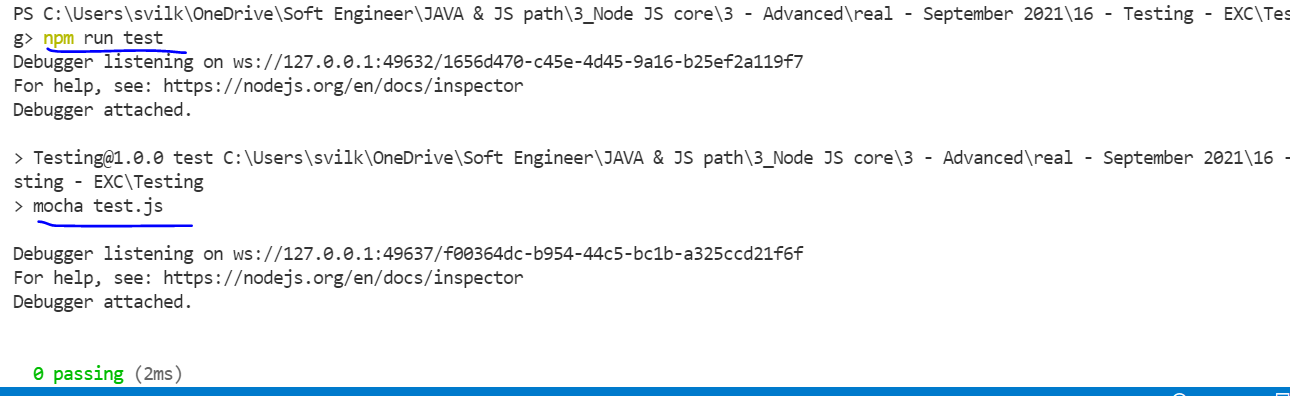 PS C:\Users\svilk\OneDrive\Soft Engineer\JAVA & JS path\3_Node JS core\3 - Advanced\real - September 2021\16 - Testing - EXC\Tes
g> npm run test
Debugger listening on ws://127.0.0.1:49632/1656d470-c45e-4d45-9a16-b25ef2a119f7
For help, see: https://nodejs.org/en/docs/inspector
Debugger attached.
> Testing@1.0.0 test C:\Users\svilk\OneDrive\Soft Engineer\JAVA & JS path\3_Node JS core\3 - Advanced\real - September 2021\16 -
sting - EXC\Testing
> mocha test.js
Debugger listening on ws://127.0.0.1:49637/f00364dc-b954-44c5-bc1b-a325ccd21f6f
For help, see: https://nodejs.org/en/docs/inspector
Debugger attached.
0 passing (2ms)